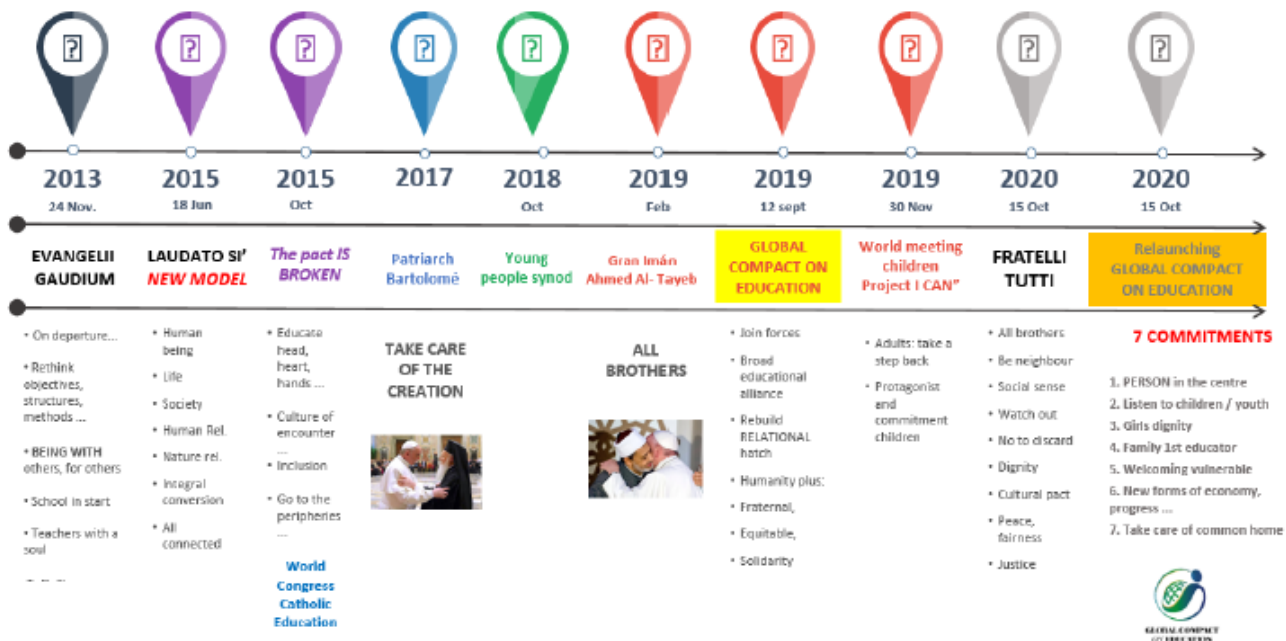 2013
24 Nov.
2015
18 Jun
2015
Oct
2017
2018
Oct
2019
Feb
2019
12 sept
2019
30 Nov
2020
15 Oct
2020
15 Oct
EVANGELII
GAUDIUM
LAUDATO SI'
NEW MODEL
The pact IS
BROKEN
Patriarch
Bartolomé
Young
people synod
Gran Imán
Ahmed Al- Tayeb
GLOBAL
COMPACT ON
EDUCATION
World meeting
children
Project I CAN"
FRATELLI
TUTTI
Relaunching
GLOBAL COMPACT
ON EDUCATION
• On departure...
• Rethink
objectives,
structures,
methods ...
• BEING WITH
others, for others
• School in start
• Teachers with a
soul
• Human
being
• Life
• Society
• Human Rel.
• Nature rel.
• Integral
conversion
• All
connected
• Educate
head,
heart,
hands ...
• Culture of
encounter
...
• Inclusion
• Go to the
peripheries
...
World
Congress
Catholic
Education
TAKE CARE
OF THE
CREATION
ALL
BROTHERS
• Join forces
• Broad
educational
alliance
• Rebuild
RELATIONAL
hatch
• Humanity plus:
• Fraternal,
• Equitable,
• Solidarity
• Adults: take a
step back
• Protagonist
and
commitment
children
• All brothers
• Be neighbour
• Social sense
• Watch out
• No to discard
• Dignity
• Cultural pact
• Peace,
fairness
• Justice
7 COMMITMENTS
1. PERSON in the centre
2. Listen to children / youth
3. Girls dignity
4. Family 1st educator
5. Welcoming vulnerable
6. New forms of economy,
progress ...
7. Take care of common home
GLOBAL COMPACT
ON EDUCATION